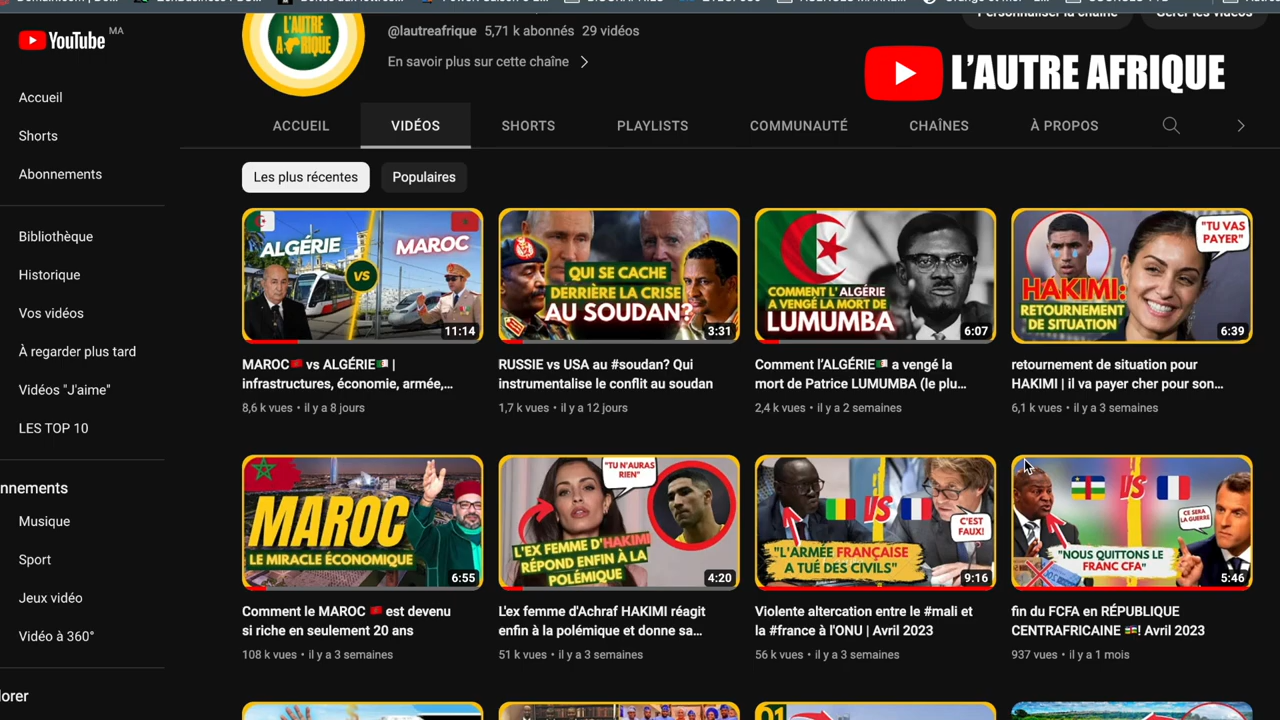 YouTube MA
Accueil
Shorts
Abonnements
Bibliothèque
Historique
Vos vidéos
À regarder plus tard
Vidéos "J'aime"
LES TOP 10
nnements
Musique
Sport
Jeux vidéo
Vidéo à 360°
lorer
L'AUTRE
AFRIQUE
@lautreafrique 5,71 k abonnés 29 vidéos
En savoir plus sur cette chaîne
Personnaliser la chaîne
Gérer les vidéos
L'AUTRE AFRIQUE
ACCUEIL
VIDÉOS
SHORTS
PLAYLISTS
COMMUNAUTÉ
CHAÎNES
À PROPOS
Les plus récentes
Populaires
ALGÉRIE
VS
MAROC
11:14
MAROC🇲🇦 vs ALGÉRIE🇩🇿 |
infrastructures, économie, armée,...
8,6 k vues • il y a 8 jours
QUI SE CACHE
DERRIÈRE LA CRISE
AU SOUDAN?
3:31
RUSSIE vs USA au #soudan? Qui
instrumentalise le conflit au soudan
1,7 k vues • il y a 12 jours
COMMENT L'ALGÉRIE
A VENGÉ LA MORT DE
LUMUMBA
6:07
Comment l'ALGÉRIE🇩🇿 a vengé la
mort de Patrice LUMUMBA (le plu...
2,4 k vues • il y a 2 semaines
"TU VAS
PAYER"
HAKIMI:
RETOURNEMENT
DE SITUATION
6:39
retournement de situation pour
HAKIMI | il va payer cher pour son...
6,1 k vues • il y a 3 semaines
MAROC
LE MIRACLE ÉCONOMIQUE
6:55
Comment le MAROC 🇲🇦 est devenu
si riche en seulement 20 ans
108 k vues • il y a 3 semaines
"TU N'AURAS
RIEN"
L'EX FEMME D'HAKIMI
RÉPOND ENFIN À LA
POLÉMIQUE
4:20
L'ex femme d'Achraf HAKIMI réagit
enfin à la polémique et donne sa...
51 k vues • il y a 3 semaines
VS
C'EST
FAUX!
"L'ARMÉE FRANÇAISE
A TUÉ DES CIVILS"
9:16
Violente altercation entre le #mali et
la #france à l'ONU | Avril 2023
56 k vues • il y a 3 semaines
VS
CE SERA
LA GUERRE
"NOUS QUITTONS LE
FRANC CFA"
5:46
fin du FCFA en RÉPUBLIQUE
CENTRAFRICAINE 🇨🇫! Avril 2023
937 vues • il y a 1 mois
01